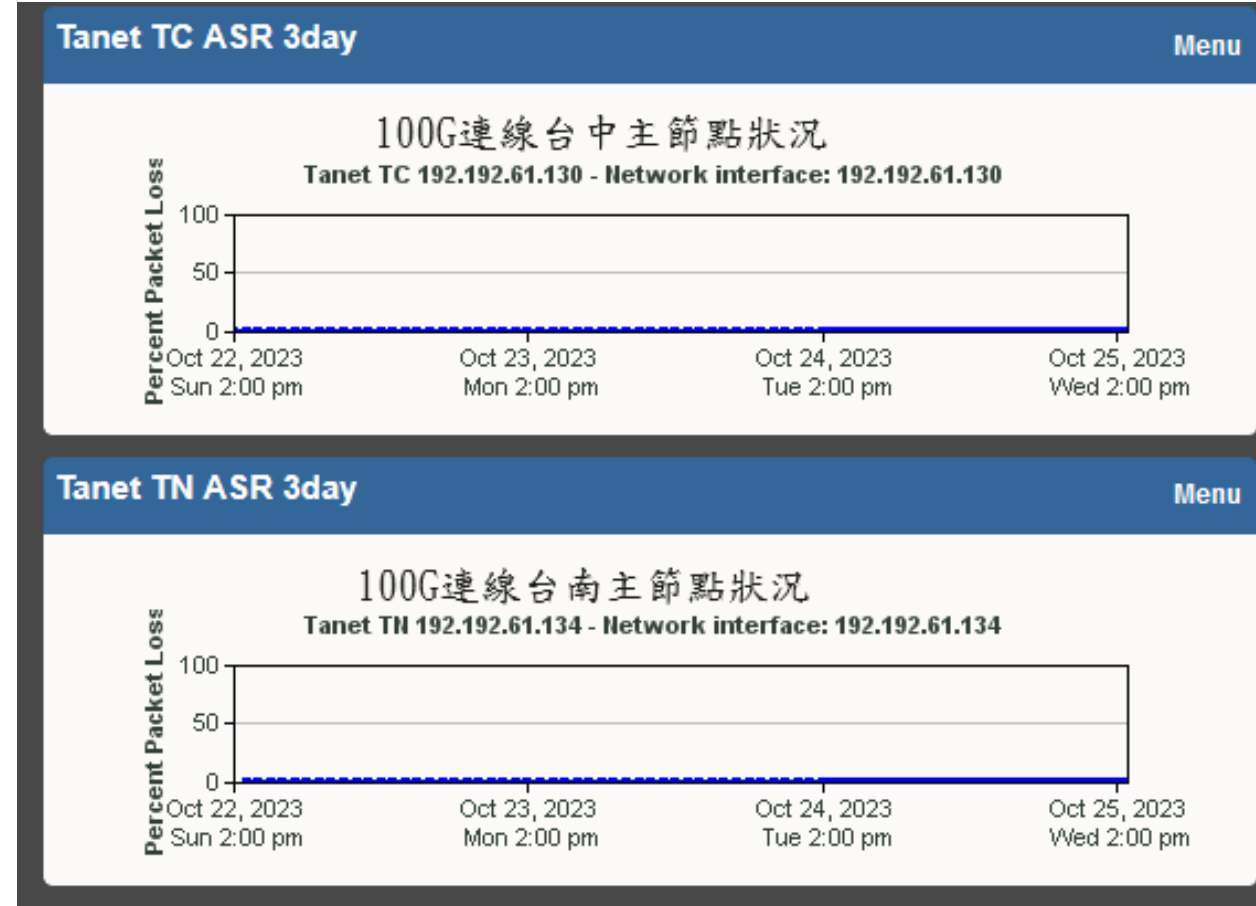 Tanet TC ASR 3day
Menu
100G連線台中主節點狀況
Tanet TC 192.192.61.130 - Network interface: 192.192.61.130
Percent Packet Loss
100
50
0
Oct 22, 2023
Sun 2:00 pm
Oct 23, 2023
Mon 2:00 pm
Oct 24, 2023
Tue 2:00 pm
Oct 25, 2023
Wed 2:00 pm
Tanet TN ASR 3day
Menu
100G連線台南主節點狀況
Tanet TN 192.192.61.134 - Network interface: 192.192.61.134
Percent Packet Loss
100
50
0
Oct 22, 2023
Sun 2:00 pm
Oct 23, 2023
Mon 2:00 pm
Oct 24, 2023
Tue 2:00 pm
Oct 25, 2023
Wed 2:00 pm